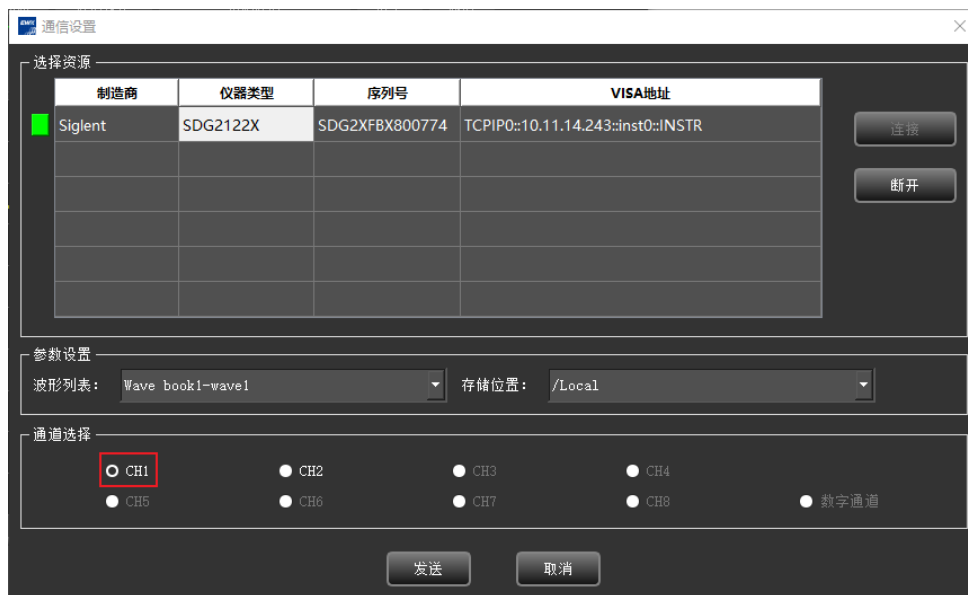 通信设置
选择资源
制造商 仪器类型 序列号 VISA地址
Siglent SDG2122X SDG2XFBX800774 TCPIP0::10.11.14.243::inst0::INSTR
连接
断开
参数设置
波形列表： Wave book1-wave1 存储位置： /Local
通道选择
CH1 CH2 CH3 CH4
CH5 CH6 CH7 CH8 数字通道
发送 取消